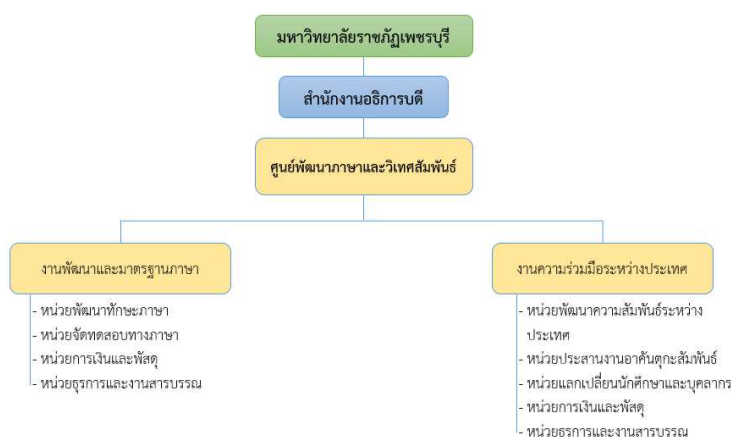 มหาวิทยาลัยราชภัฏเพชรบุรี
สำนักงานอธิการบดี
ศูนย์พัฒนาภาษาและวิเทศสัมพันธ์
งานพัฒนาและมาตรฐานภาษา
- หน่วยพัฒนาทักษะภาษา
- หน่วยจัดทดสอบทางภาษา
- หน่วยการเงินและพัสดุ
- หน่วยธุรการและงานสารบรรณ
งานความร่วมมือระหว่างประเทศ
- หน่วยพัฒนาความสัมพันธ์ระหว่าง
ประเทศ
- หน่วยประสานงานอาคันตุกะสัมพันธ์
- หน่วยแลกเปลี่ยนนักศึกษาและบุคลากร
- หน่วยการเงินและพัสดุ
- หน่วยธุรการและงานสารบรรณ